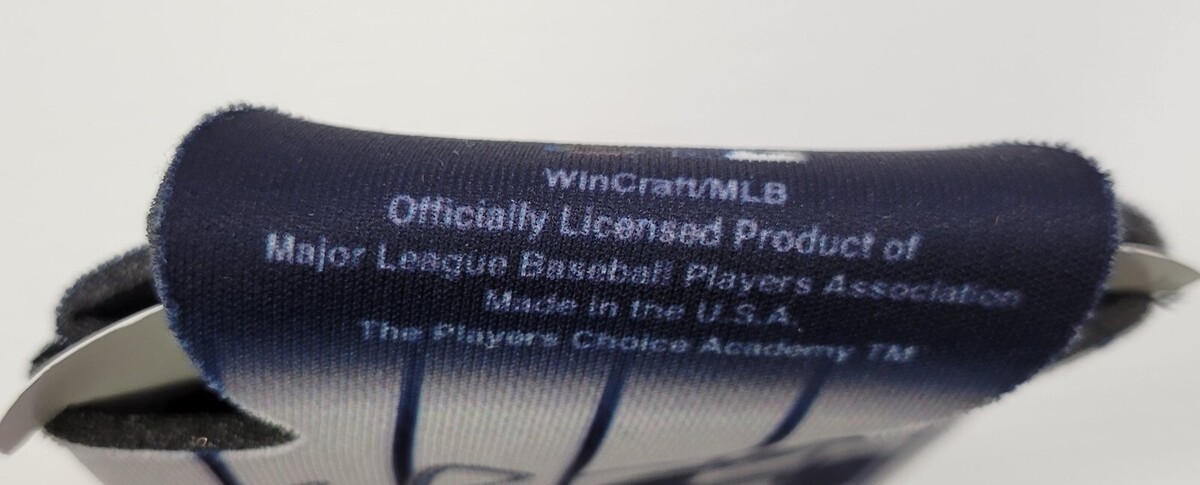 WinCraft/MLB
Officially Licensed Product of
Major League Baseball Players Association
Made in the U.S.A.
The Players Choice Academy TM